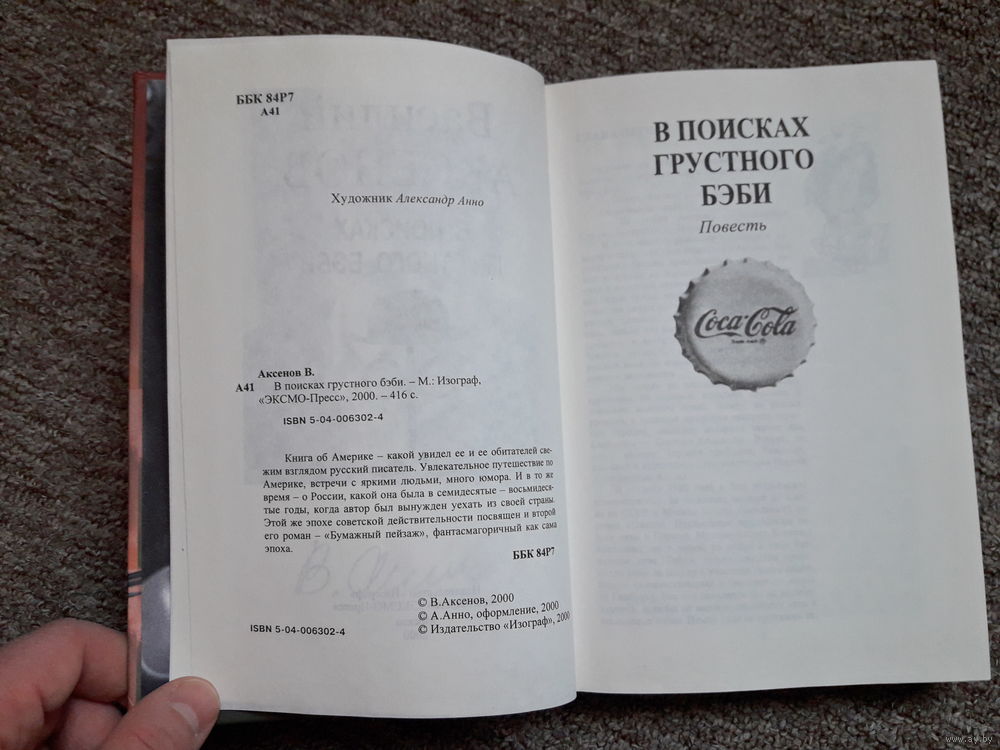 ББК 84Р7
А41
Художник Александр Анно
Аксенов В.
А41 В поисках грустного бэби. – М.: Изограф,
«ЭКСМО-Пресс», 2000. – 416 с.
ISBN 5-04-006302-4
Книга об Америке – какой увидел ее и ее обитателей све-
жим взглядом русский писатель. Увлекательное путешествие по
Америке, встречи с яркими людьми, много юмора. И в то же
время – о России, какой она была в семидесятые – восьмидеся-
тые годы, когда автор был вынужден уехать из своей страны.
Этой же эпохе советской действительности посвящен и второй
его роман – «Бумажный пейзаж», фантасмагоричный как сама
эпоха.
ББК 84Р7
© В.Аксенов, 2000
© А.Анно, оформление, 2000
© Издательство «Изограф», 2000
ISBN 5-04-006302-4
В ПОИСКАХ
ГРУСТНОГО
БЭБИ
Повесть
Coca-Cola
www.ay.by